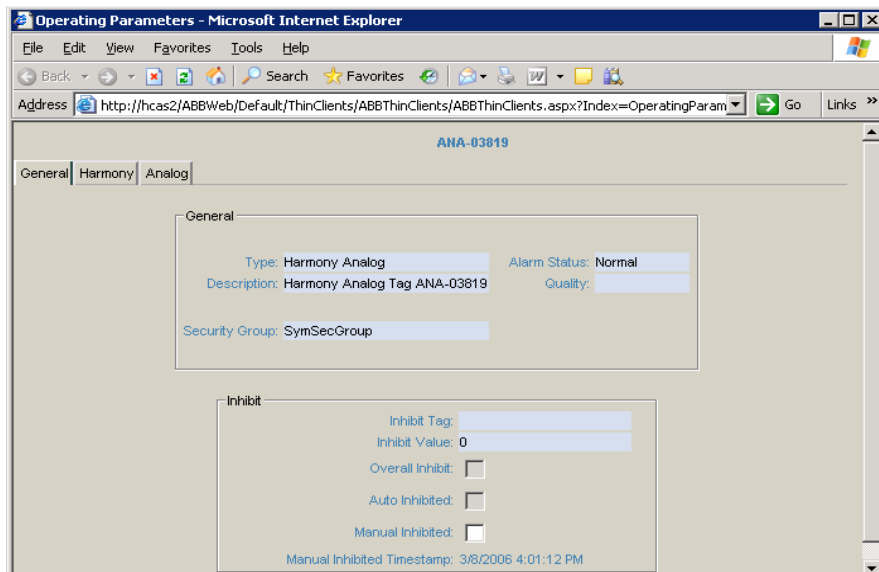 Operating Parameters - Microsoft Internet Explorer
File Edit View Favorites Tools Help
Back Search Favorites
Address http://hcas2/ABBWeb/Default/ThinClients/ABBThinClients/ABBThinClients.aspx?Index=OperatingParam Go Links »
ANA-03819
General Harmony Analog
General
Type: Harmony Analog Alarm Status: Normal
Description: Harmony Analog Tag ANA-03819 Quality:
Security Group: SymSecGroup
Inhibit
Inhibit Tag:
Inhibit Value: 0
Overall Inhibit:
Auto Inhibited:
Manual Inhibited:
Manual Inhibited Timestamp: 3/8/2006 4:01:12 PM